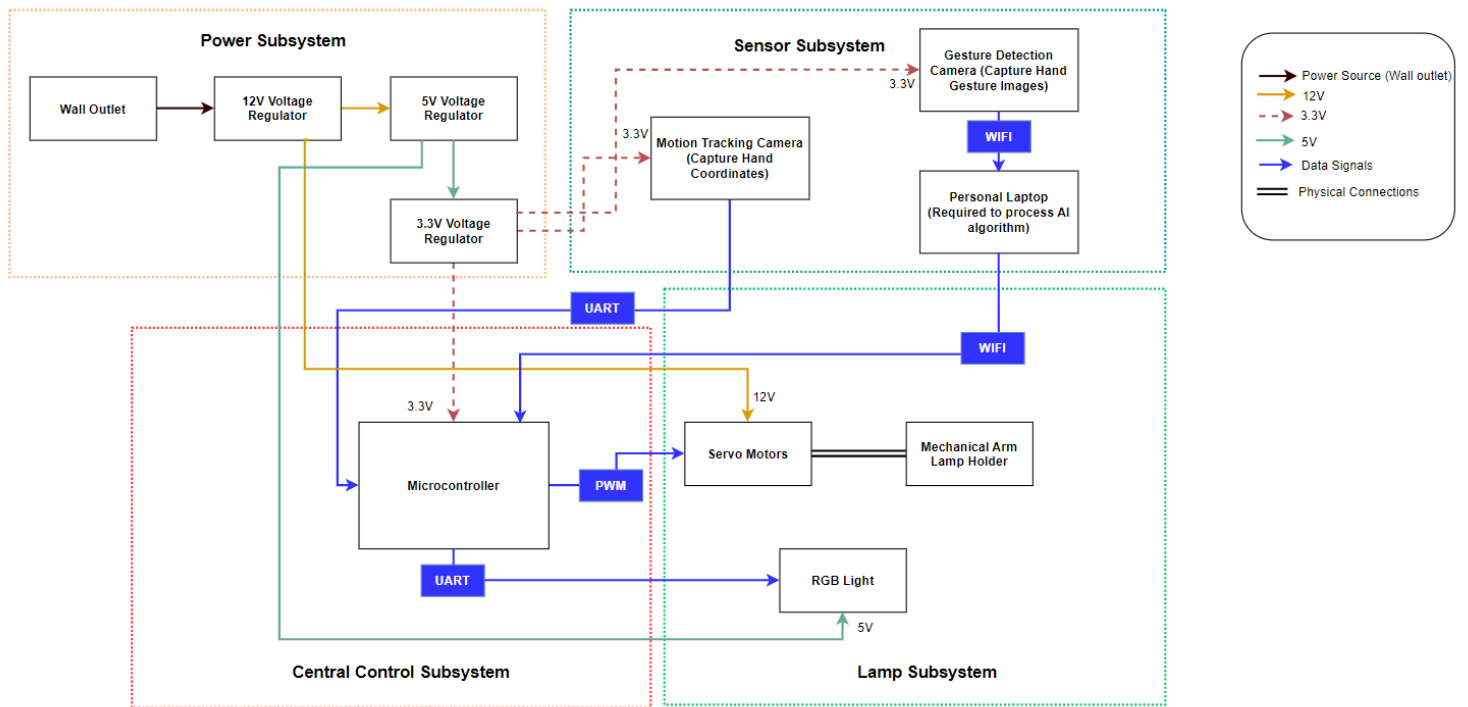 Power Subsystem
Wall Outlet
12V Voltage
Regulator
5V Voltage
Regulator
3.3V Voltage
Regulator
Sensor Subsystem
3.3V
Gesture Detection
Camera (Capture Hand
Gesture Images)
3.3V
Motion Tracking Camera
(Capture Hand
Coordinates)
WIFI
Personal Laptop
(Required to process AI
algorithm)
Power Source (Wall outlet)
12V
3.3V
5V
Data Signals
Physical Connections
UART
WIFI
3.3V
12V
Microcontroller
PWM
Servo Motors
Mechanical Arm
Lamp Holder
UART
RGB Light
5V
Central Control Subsystem
Lamp Subsystem